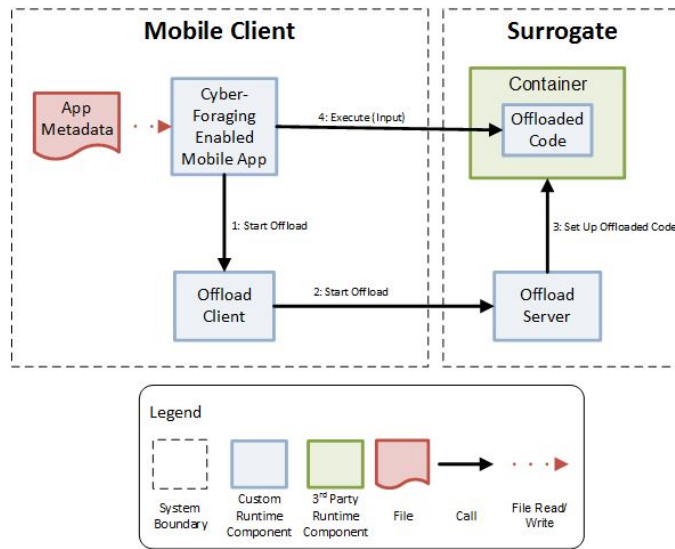 Mobile Client
Surrogate
App
Metadata
Cyber-
Foraging
Enabled
Mobile App
4: Execute (Input)
Container
Offloaded
Code
1: Start Offload
3: Set Up Offloaded Code
Offload
Client
2: Start Offload
Offload
Server
Legend
System
Boundary
Custom
Runtime
Component
3rd Party
Runtime
Component
File
Call
File Read/
Write